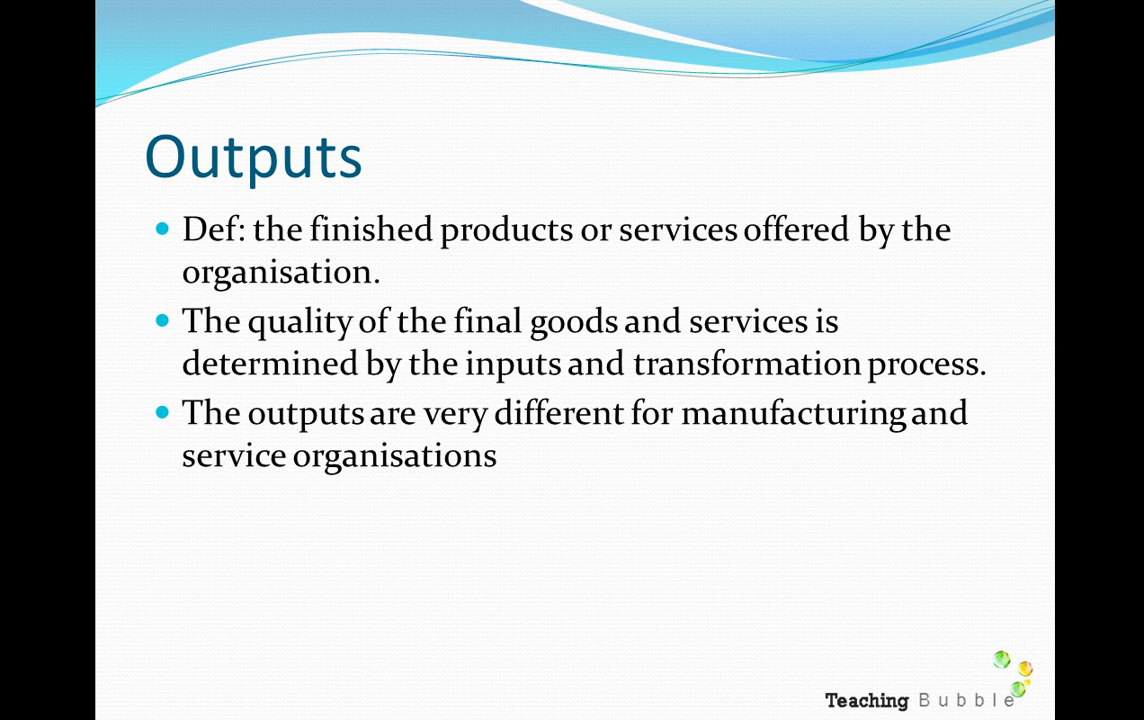 Outputs
Def: the finished products or services offered by the
organisation.
The quality of the final goods and services is
determined by the inputs and transformation process.
The outputs are very different for manufacturing and
service organisations
Teaching Bubble